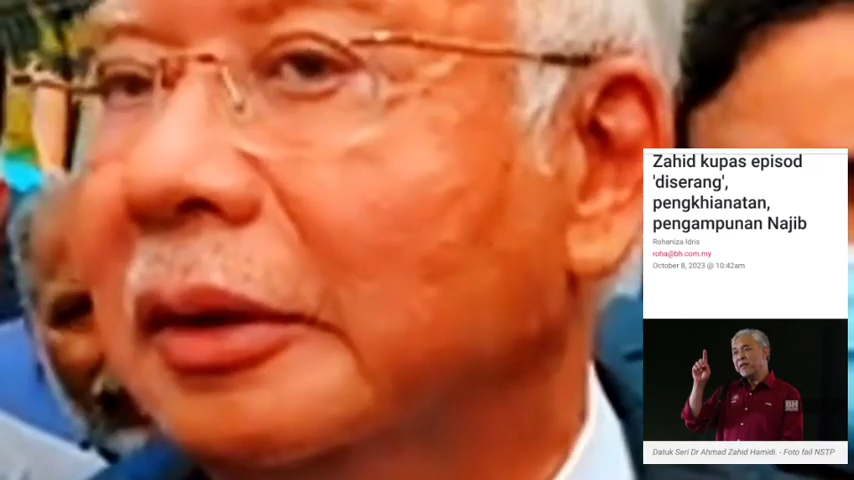 Zahid kupas episod
'diserang',
pengkhianatan,
pengampunan Najib
Rohaniza Idris
roha@bh.com.my
October 8, 2023 @ 10:42am
BH
Datuk Seri Dr Ahmad Zahid Hamidi. - Foto fail NSTP